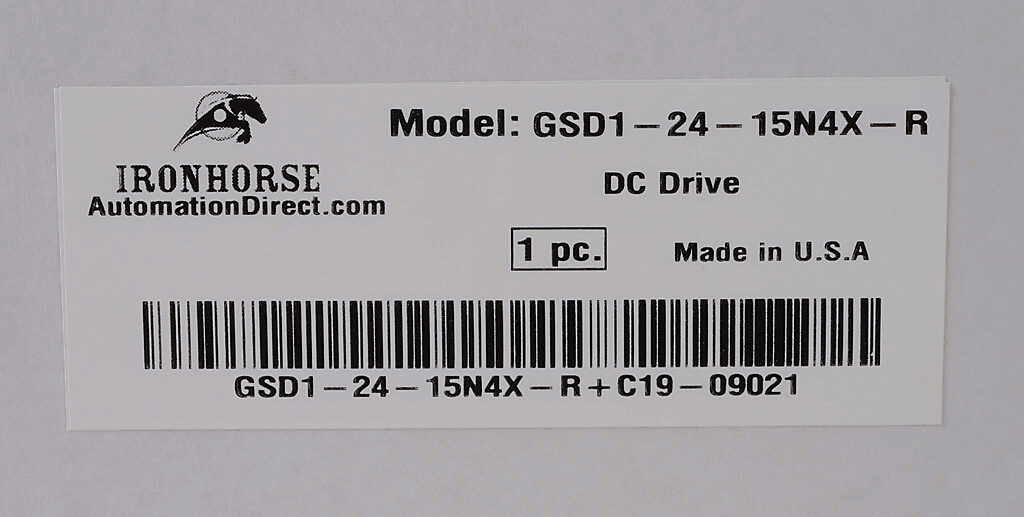 Model: GSD1-24-15N4X-R
IRONHORSE
AutomationDirect.com
DC Drive
1 pc.
Made in U.S.A
GSD1-24-15N4X-R+C19-09021